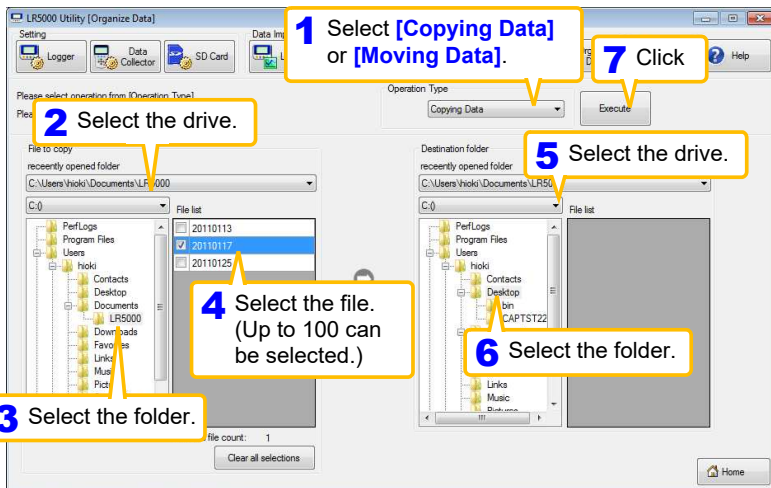 LR5000 Utility [Organize Data]
Setting
Logger
Data
Collector
SD Card
1 Select [Copying Data]
or [Moving Data].
7 Click
Help
Operation Type
Copying Data
Execute
Please select operation from [Operation Type]
2 Select the drive.
File to copy
receently opened folder
C:\Users\hioki\Documents\LR5000
C:()
File list
PerfLogs
Program Files
Users
hioki
Contacts
Desktop
Documents
LR5000
Downloads
Favorites
Links
20110113
20110117
20110125
4 Select the file.
(Up to 100 can
be selected.)
3 Select the folder.
file count: 1
Clear all selections
Destination folder
receently opened folder
5 Select the drive.
C:\Users\hioki\Documents\LR50
C:()
File list
PerfLogs
Program Files
Users
hioki
Contacts
Desktop
bin
CAPTST22
6 Select the folder.
Links
Music
Pictures
Home